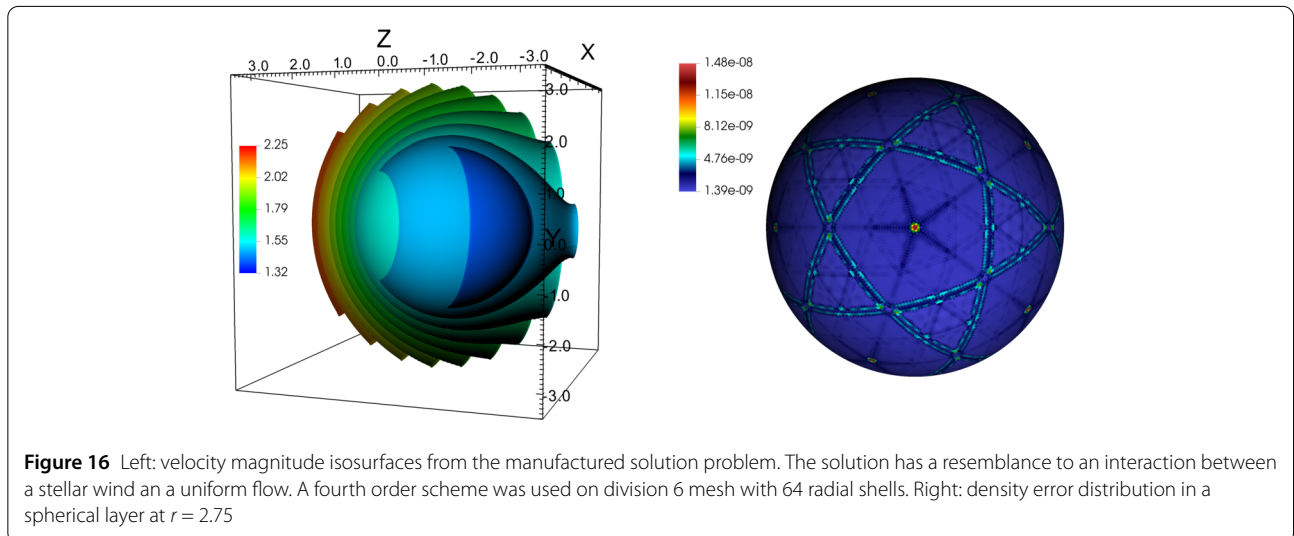 Z
X
3.0 2.0 1.0 0.0 -1.0 -2.0 -3.0
3.0
2.0
1.0
Y
0.0
-1.0
-2.0
-3.0
2.25
2.02
1.79
1.55
1.32
1.48e-08
1.15e-08
8.12e-09
4.76e-09
1.39e-09
Figure 16 Left: velocity magnitude isosurfaces from the manufactured solution problem. The solution has a resemblance to an interaction between
a stellar wind an a uniform flow. A fourth order scheme was used on division 6 mesh with 64 radial shells. Right: density error distribution in a
spherical layer at r = 2.75